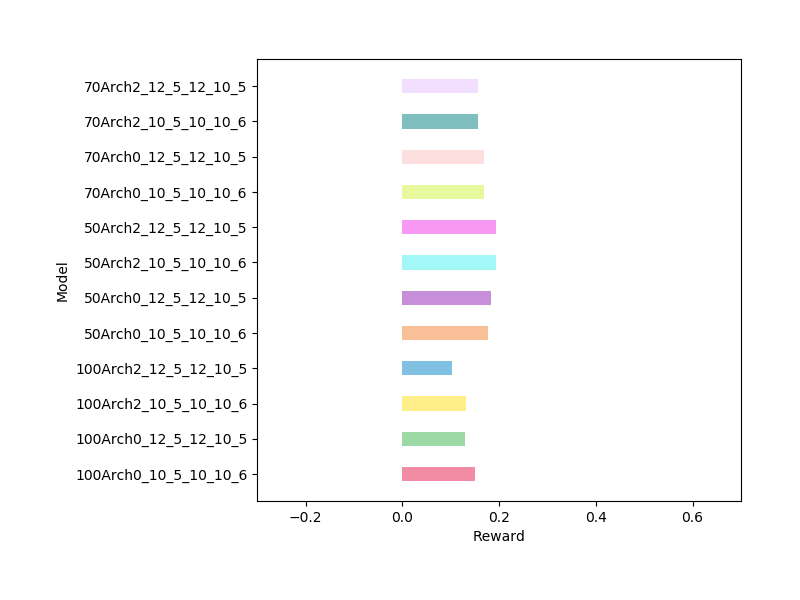 70Arch2_12_5_12_10_5
70Arch2_10_5_10_10_6
70Arch0_12_5_12_10_5
70Arch0_10_5_10_10_6
50Arch2_12_5_12_10_5
50Arch2_10_5_10_10_6
50Arch0_12_5_12_10_5
50Arch0_10_5_10_10_6
100Arch2_12_5_12_10_5
100Arch2_10_5_10_10_6
100Arch0_12_5_12_10_5
100Arch0_10_5_10_10_6
Model
−0.2 0.0 0.2 0.4 0.6
Reward